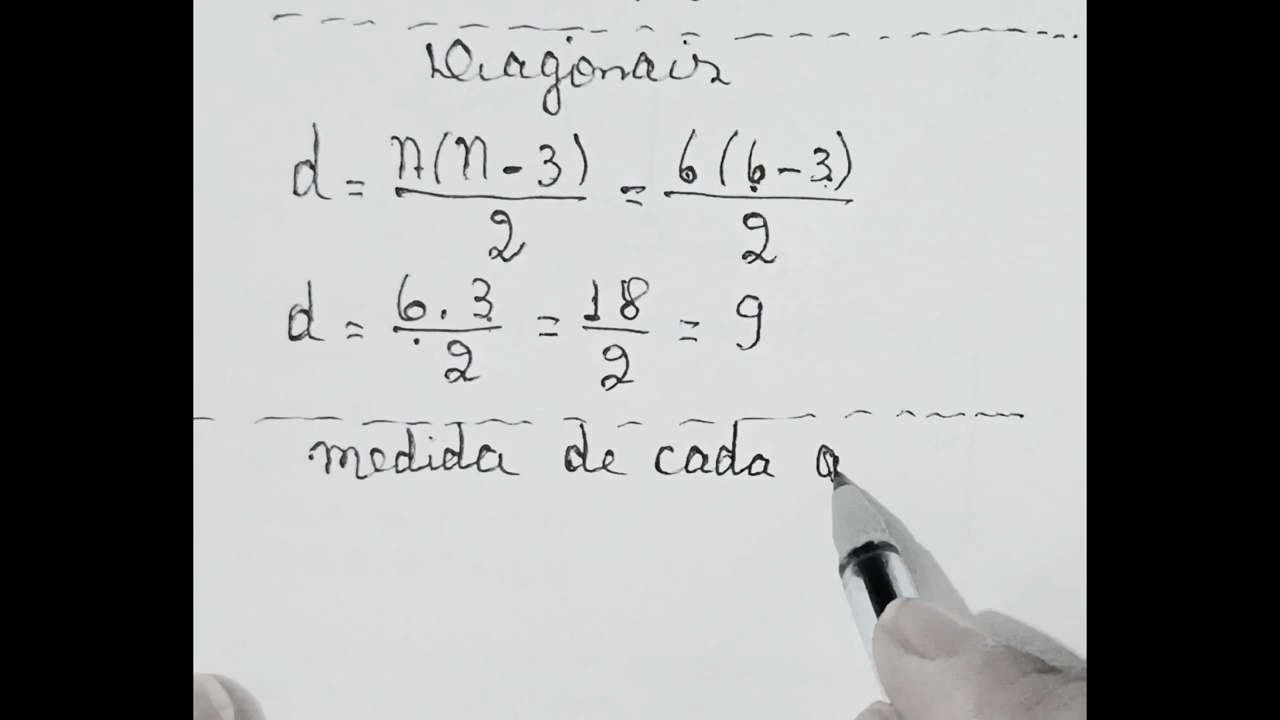 Diagonais
d = n(n - 3)/2 = 6(6 - 3)/2
d = 6.3/2 = 18/2 = 9
medida de cada a